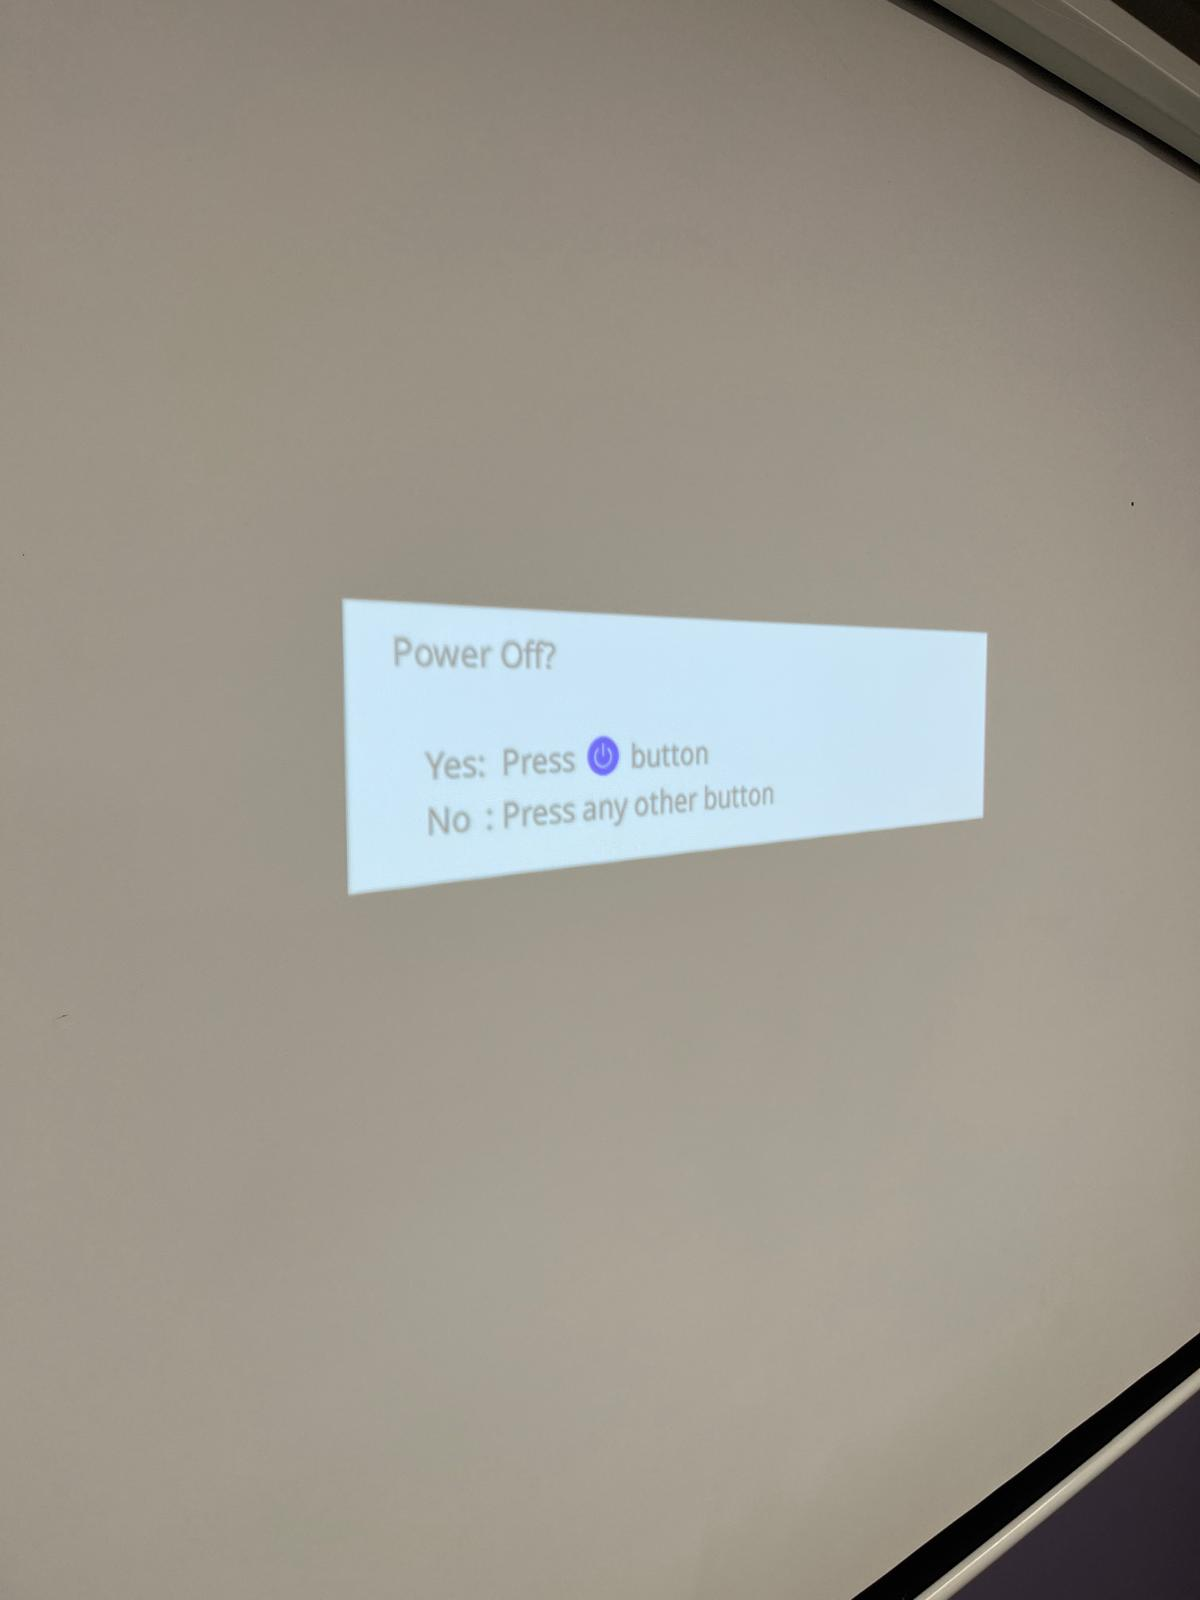 Power Off?
Yes: Press button
No : Press any other button